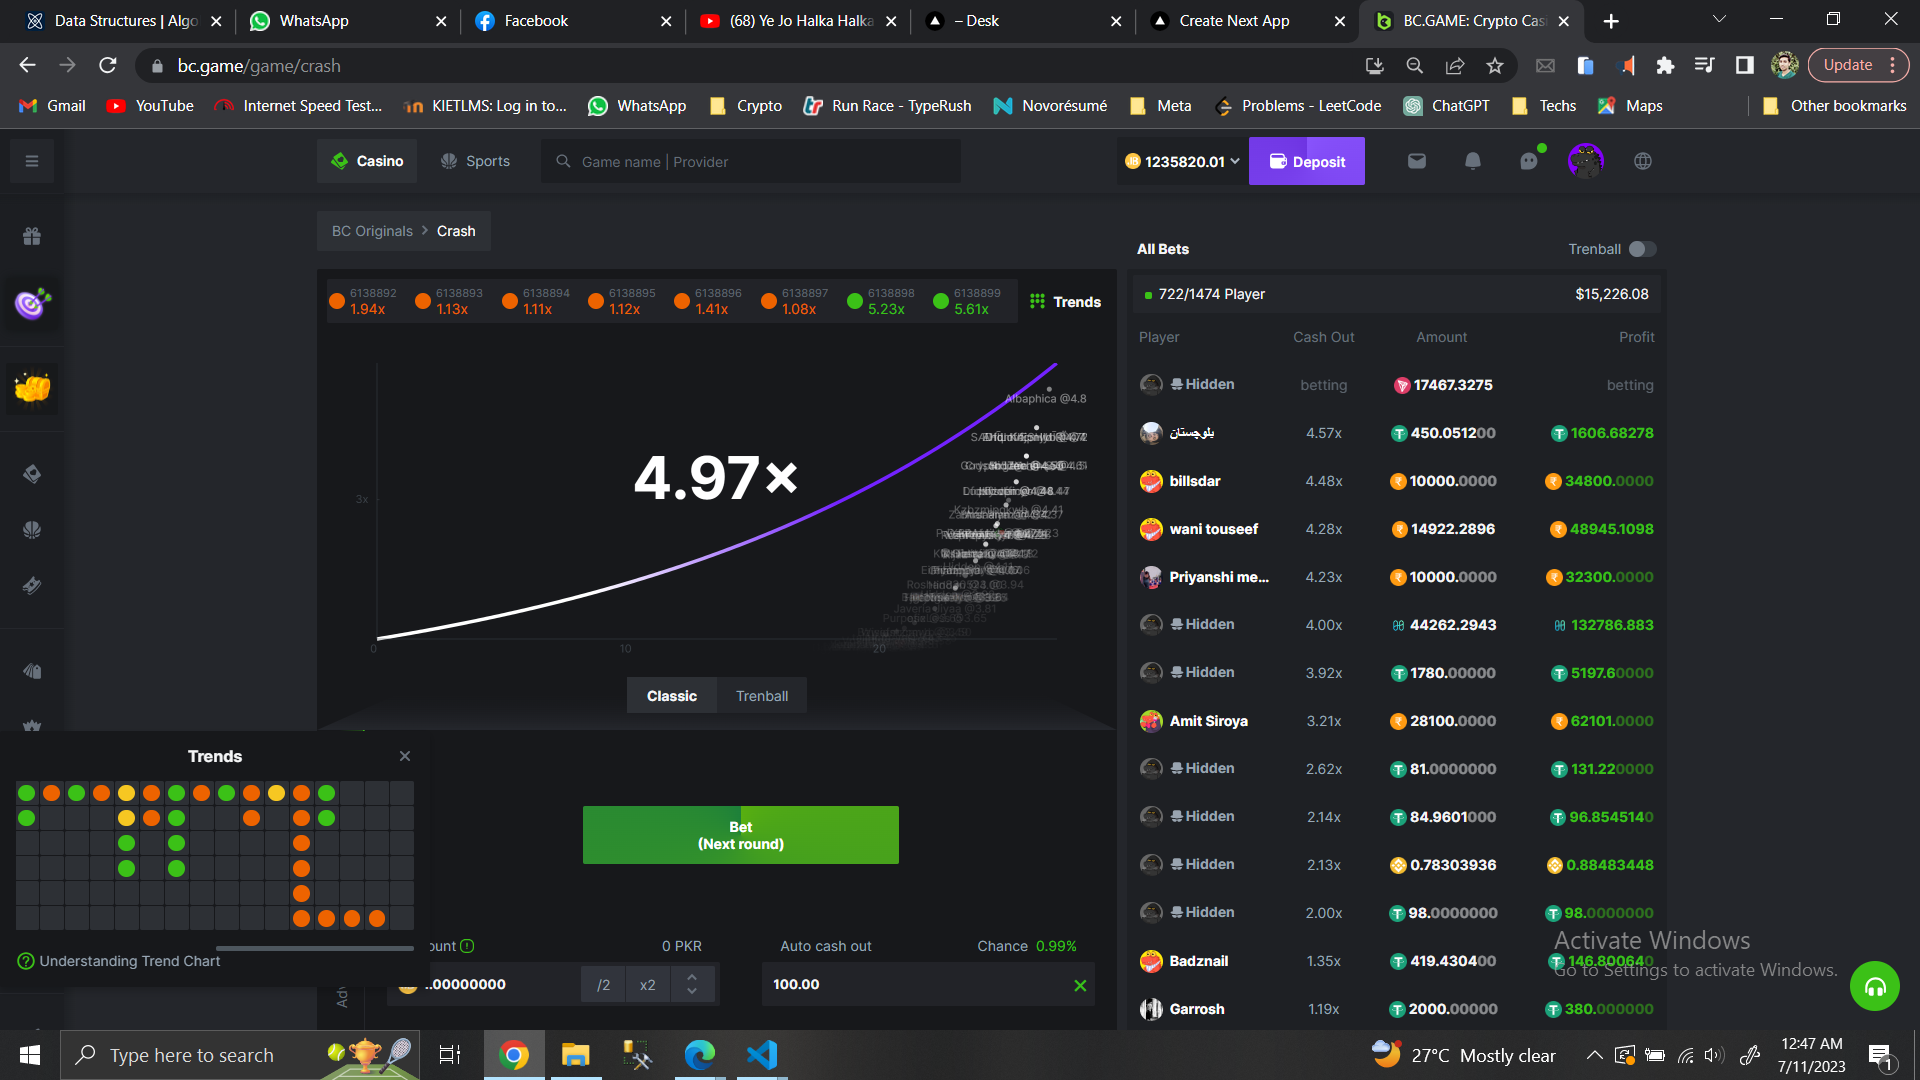 Data Structures | Algo
WhatsApp
Facebook
(68) Ye Jo Halka Halka
– Desk
Create Next App
BC.GAME: Crypto Casi
bc.game/game/crash
Update
Gmail
YouTube
Internet Speed Test...
KIETLMS: Log in to...
WhatsApp
Crypto
Run Race - TypeRush
Novorésumé
Meta
Problems - LeetCode
ChatGPT
Techs
Maps
Other bookmarks
Casino
Sports
Game name | Provider
1235820.01
Deposit
BC Originals > Crash
6138892 6138893 6138894 6138895 6138896 6138897 6138898 6138899
1.94x 1.13x 1.11x 1.12x 1.41x 1.08x 5.23x 5.61x
Trends
Albaphica @4.8
4.97×
3x
Javeria Iliyaa @3.81
0 10 20
Classic Trenball
Bet
(Next round)
ount 0 PKR
Auto cash out Chance 0.99%
.00000000 /2 x2
100.00
Adv
Trends
Understanding Trend Chart
All Bets Trenball
722/1474 Player $15,226.08
Player Cash Out Amount Profit
Hidden betting 17467.3275 betting
بلوچستان 4.57x 450.051200 1606.68278
billsdar 4.48x 10000.0000 34800.0000
wani touseef 4.28x 14922.2896 48945.1098
Priyanshi me... 4.23x 10000.0000 32300.0000
Hidden 4.00x 44262.2943 132786.883
Hidden 3.92x 1780.00000 5197.60000
Amit Siroya 3.21x 28100.0000 62101.0000
Hidden 2.62x 81.0000000 131.220000
Hidden 2.14x 84.9601000 96.8545140
Hidden 2.13x 0.78303936 0.88483448
Hidden 2.00x 98.0000000 98.0000000
Badznail 1.35x 419.430400 146.800640
Garrosh 1.19x 2000.00000 380.000000
Activate Windows
Go to Settings to activate Windows.
Type here to search
27°C Mostly clear
12:47 AM
7/11/2023
1